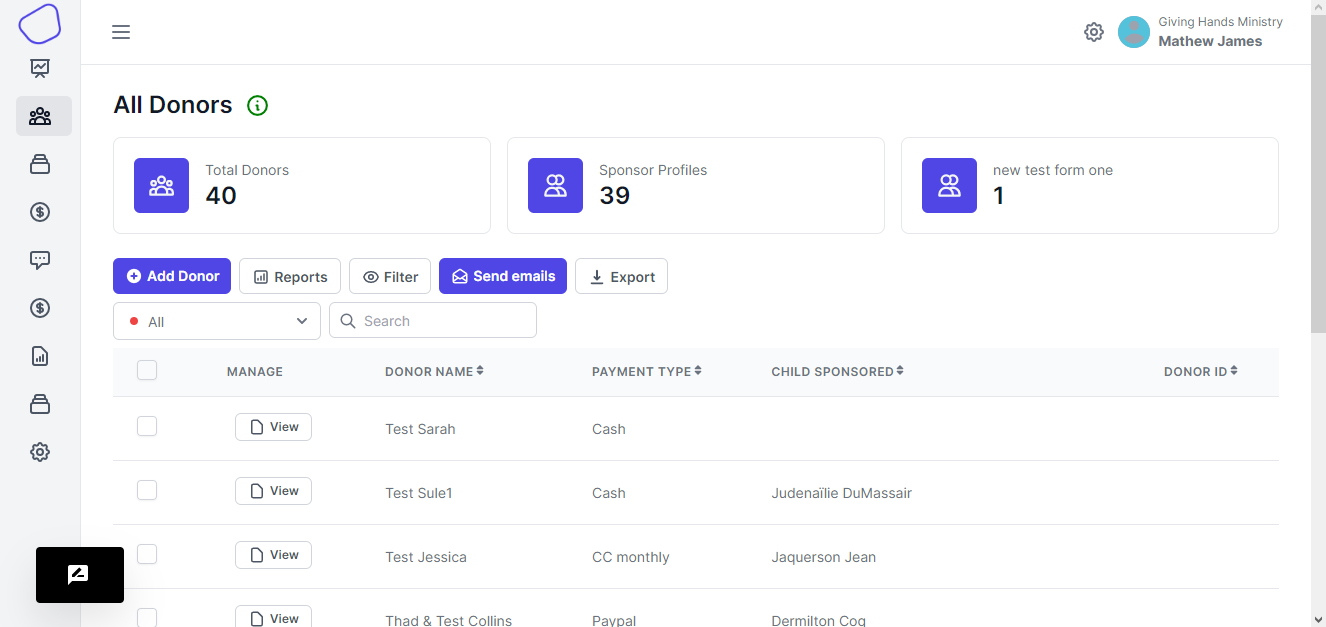 Giving Hands Ministry
Mathew James
All Donors
Total Donors
40
Sponsor Profiles
39
new test form one
1
Add Donor
Reports
Filter
Send emails
Export
All
Search
MANAGE DONOR NAME PAYMENT TYPE CHILD SPONSORED DONOR ID
View Test Sarah Cash
View Test Sule1 Cash Judenaïlie DuMassair
View Test Jessica CC monthly Jaquerson Jean
View Thad & Test Collins Paypal Dermilton Coq